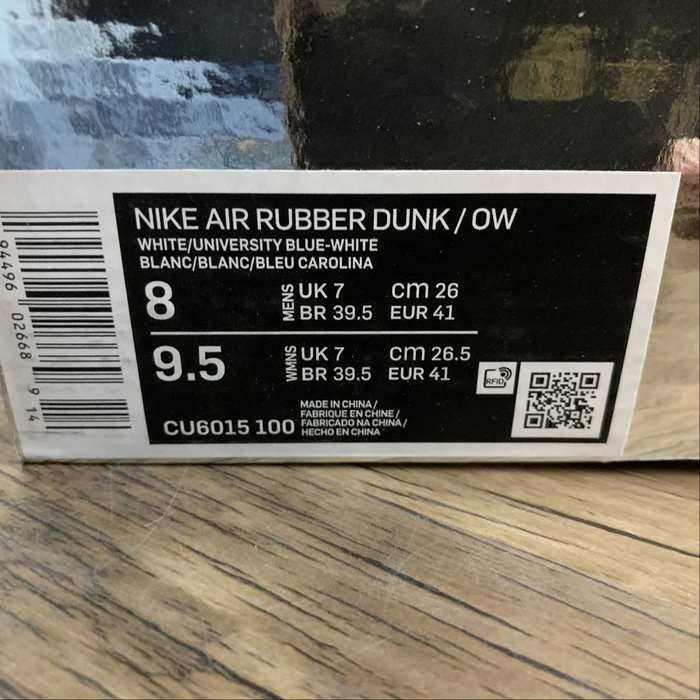 NIKE AIR RUBBER DUNK / OW
WHITE/UNIVERSITY BLUE-WHITE
BLANC/BLANC/BLEU CAROLINA
8 MENS UK 7 cm 26
BR 39.5 EUR 41
9.5 WMNS UK 7 cm 26.5
BR 39.5 EUR 41
RFID
CU6015 100
MADE IN CHINA /
FABRIQUE EN CHINE /
FABRICADO NA CHINA /
HECHO EN CHINA
94496 02668 9 14